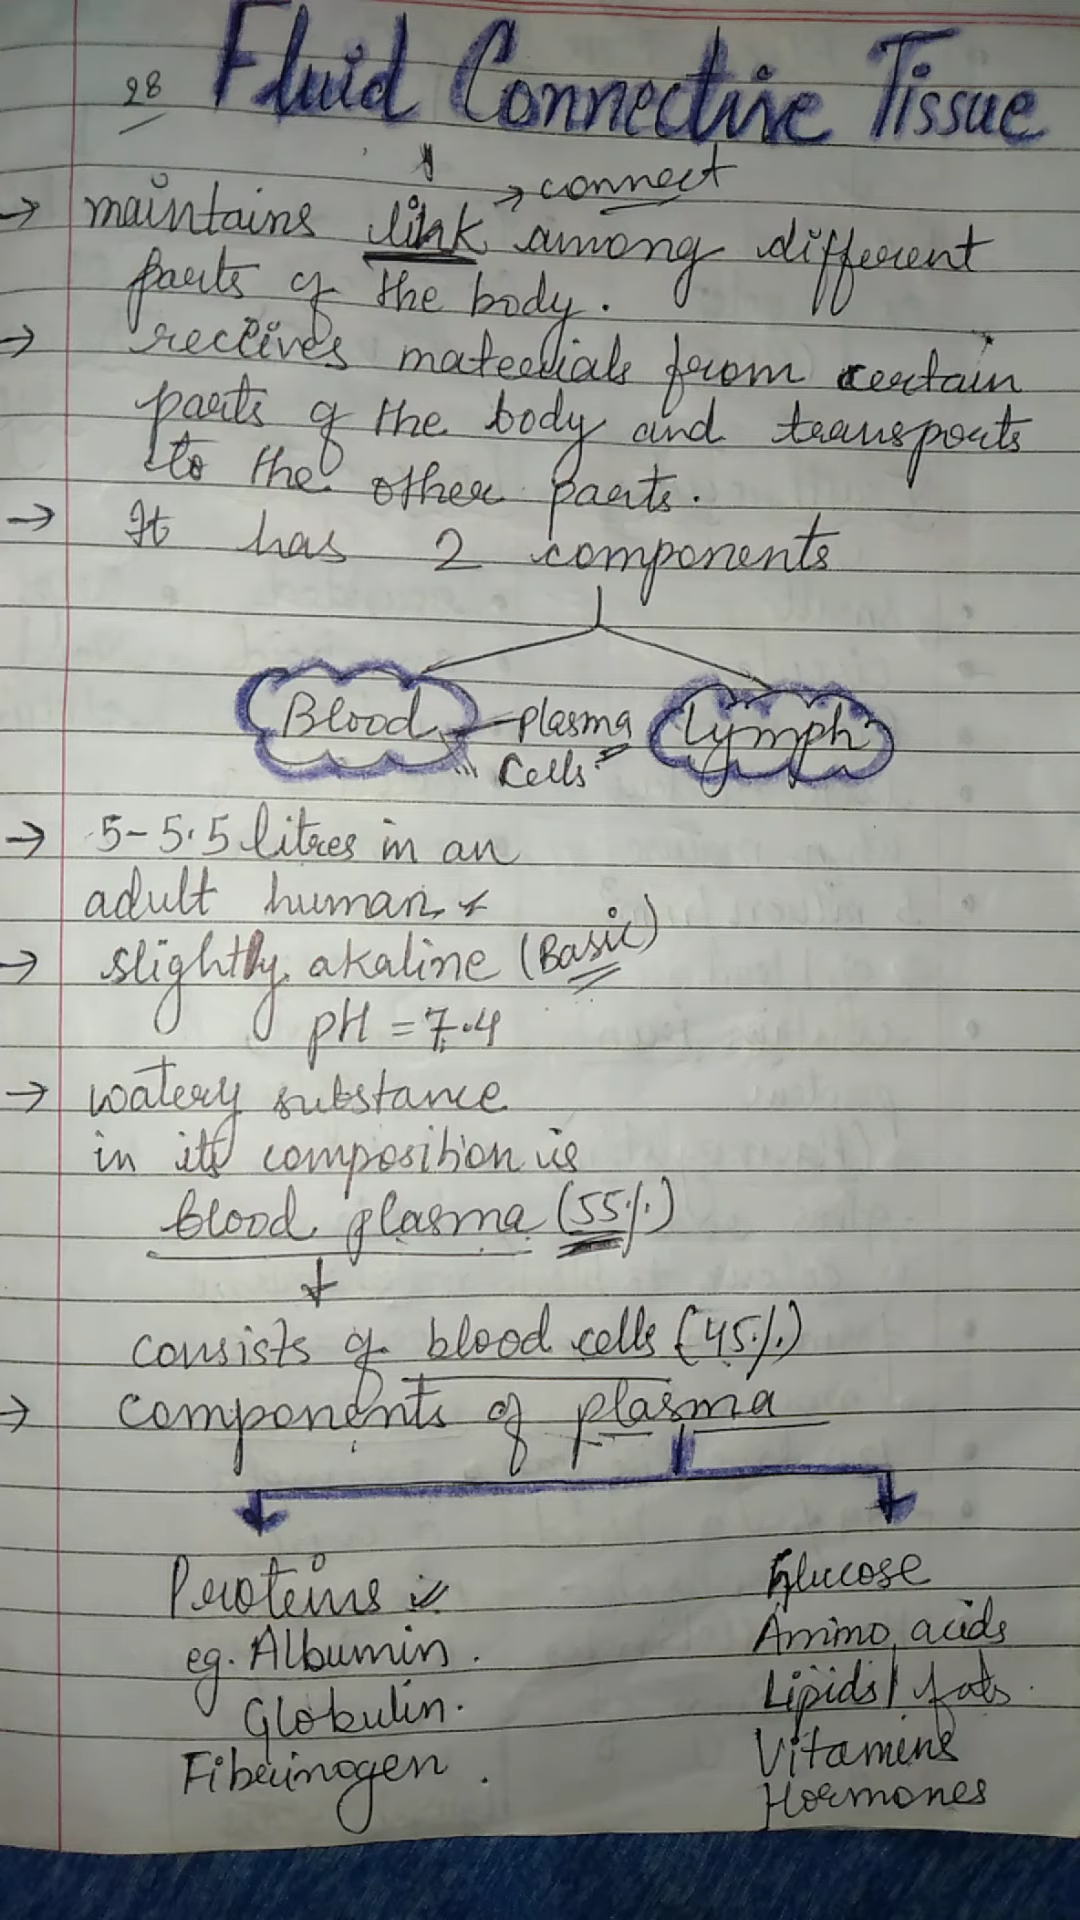 28 Fluid Connective Tissue
→ connect
→ maintains link among different
parts of the body.
→ receives materials from certain
parts of the body and transports
to the other parts.
→ It has 2 components
Blood plasma Lymph
Cells
→ 5-5.5 litres in an
adult human
→ slightly akaline (Basic)
pH = 7.4
→ watery substance
in its composition is
blood plasma (55%)
consists of blood cells (45%)
→ components of plasma
Proteins
eg. Albumin.
Globulin.
Fibrinogen.
Glucose
Amino acids
Lipids / fats.
Vitamins
Hormones